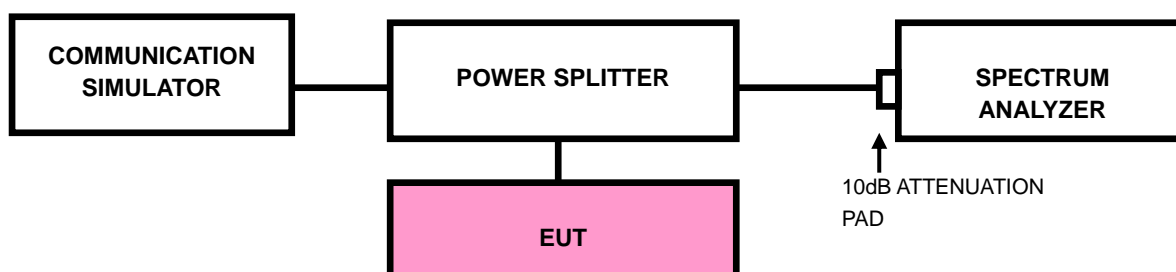 COMMUNICATION
SIMULATOR
POWER SPLITTER
SPECTRUM
ANALYZER
10dB ATTENUATION
PAD
EUT